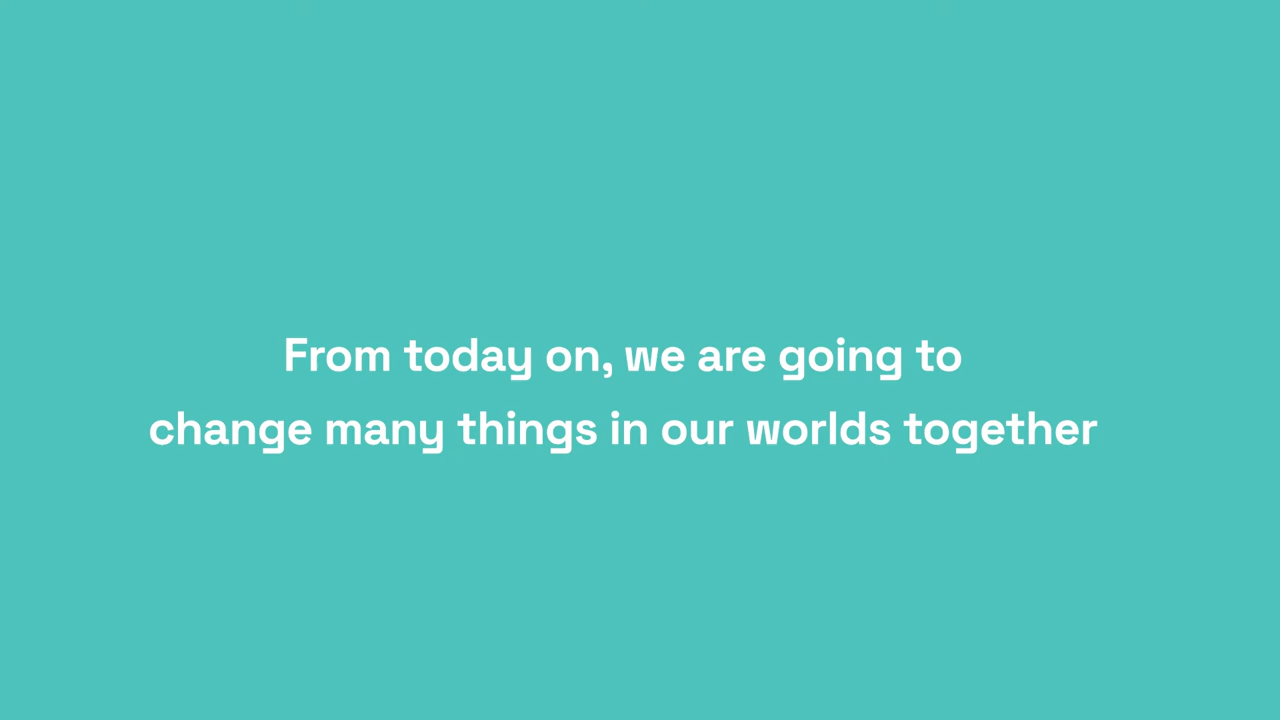 From today on, we are going to
change many things in our worlds together